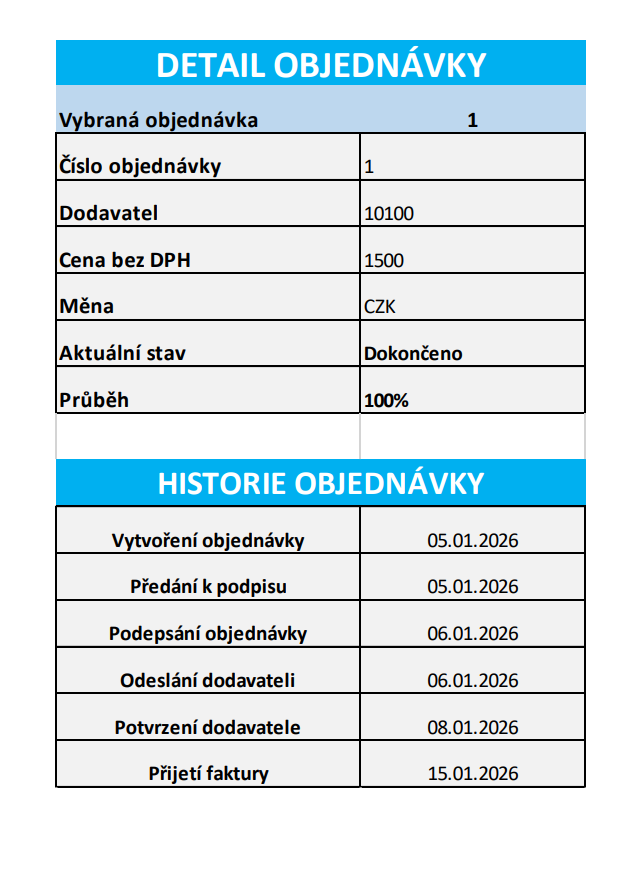 DETAIL OBJEDNÁVKY
Vybraná objednávka 1
Číslo objednávky 1
Dodavatel 10100
Cena bez DPH 1500
Měna CZK
Aktuální stav Dokončeno
Průběh 100%
HISTORIE OBJEDNÁVKY
Vytvoření objednávky 05.01.2026
Předání k podpisu 05.01.2026
Podepsání objednávky 06.01.2026
Odeslání dodavateli 06.01.2026
Potvrzení dodavatele 08.01.2026
Přijetí faktury 15.01.2026